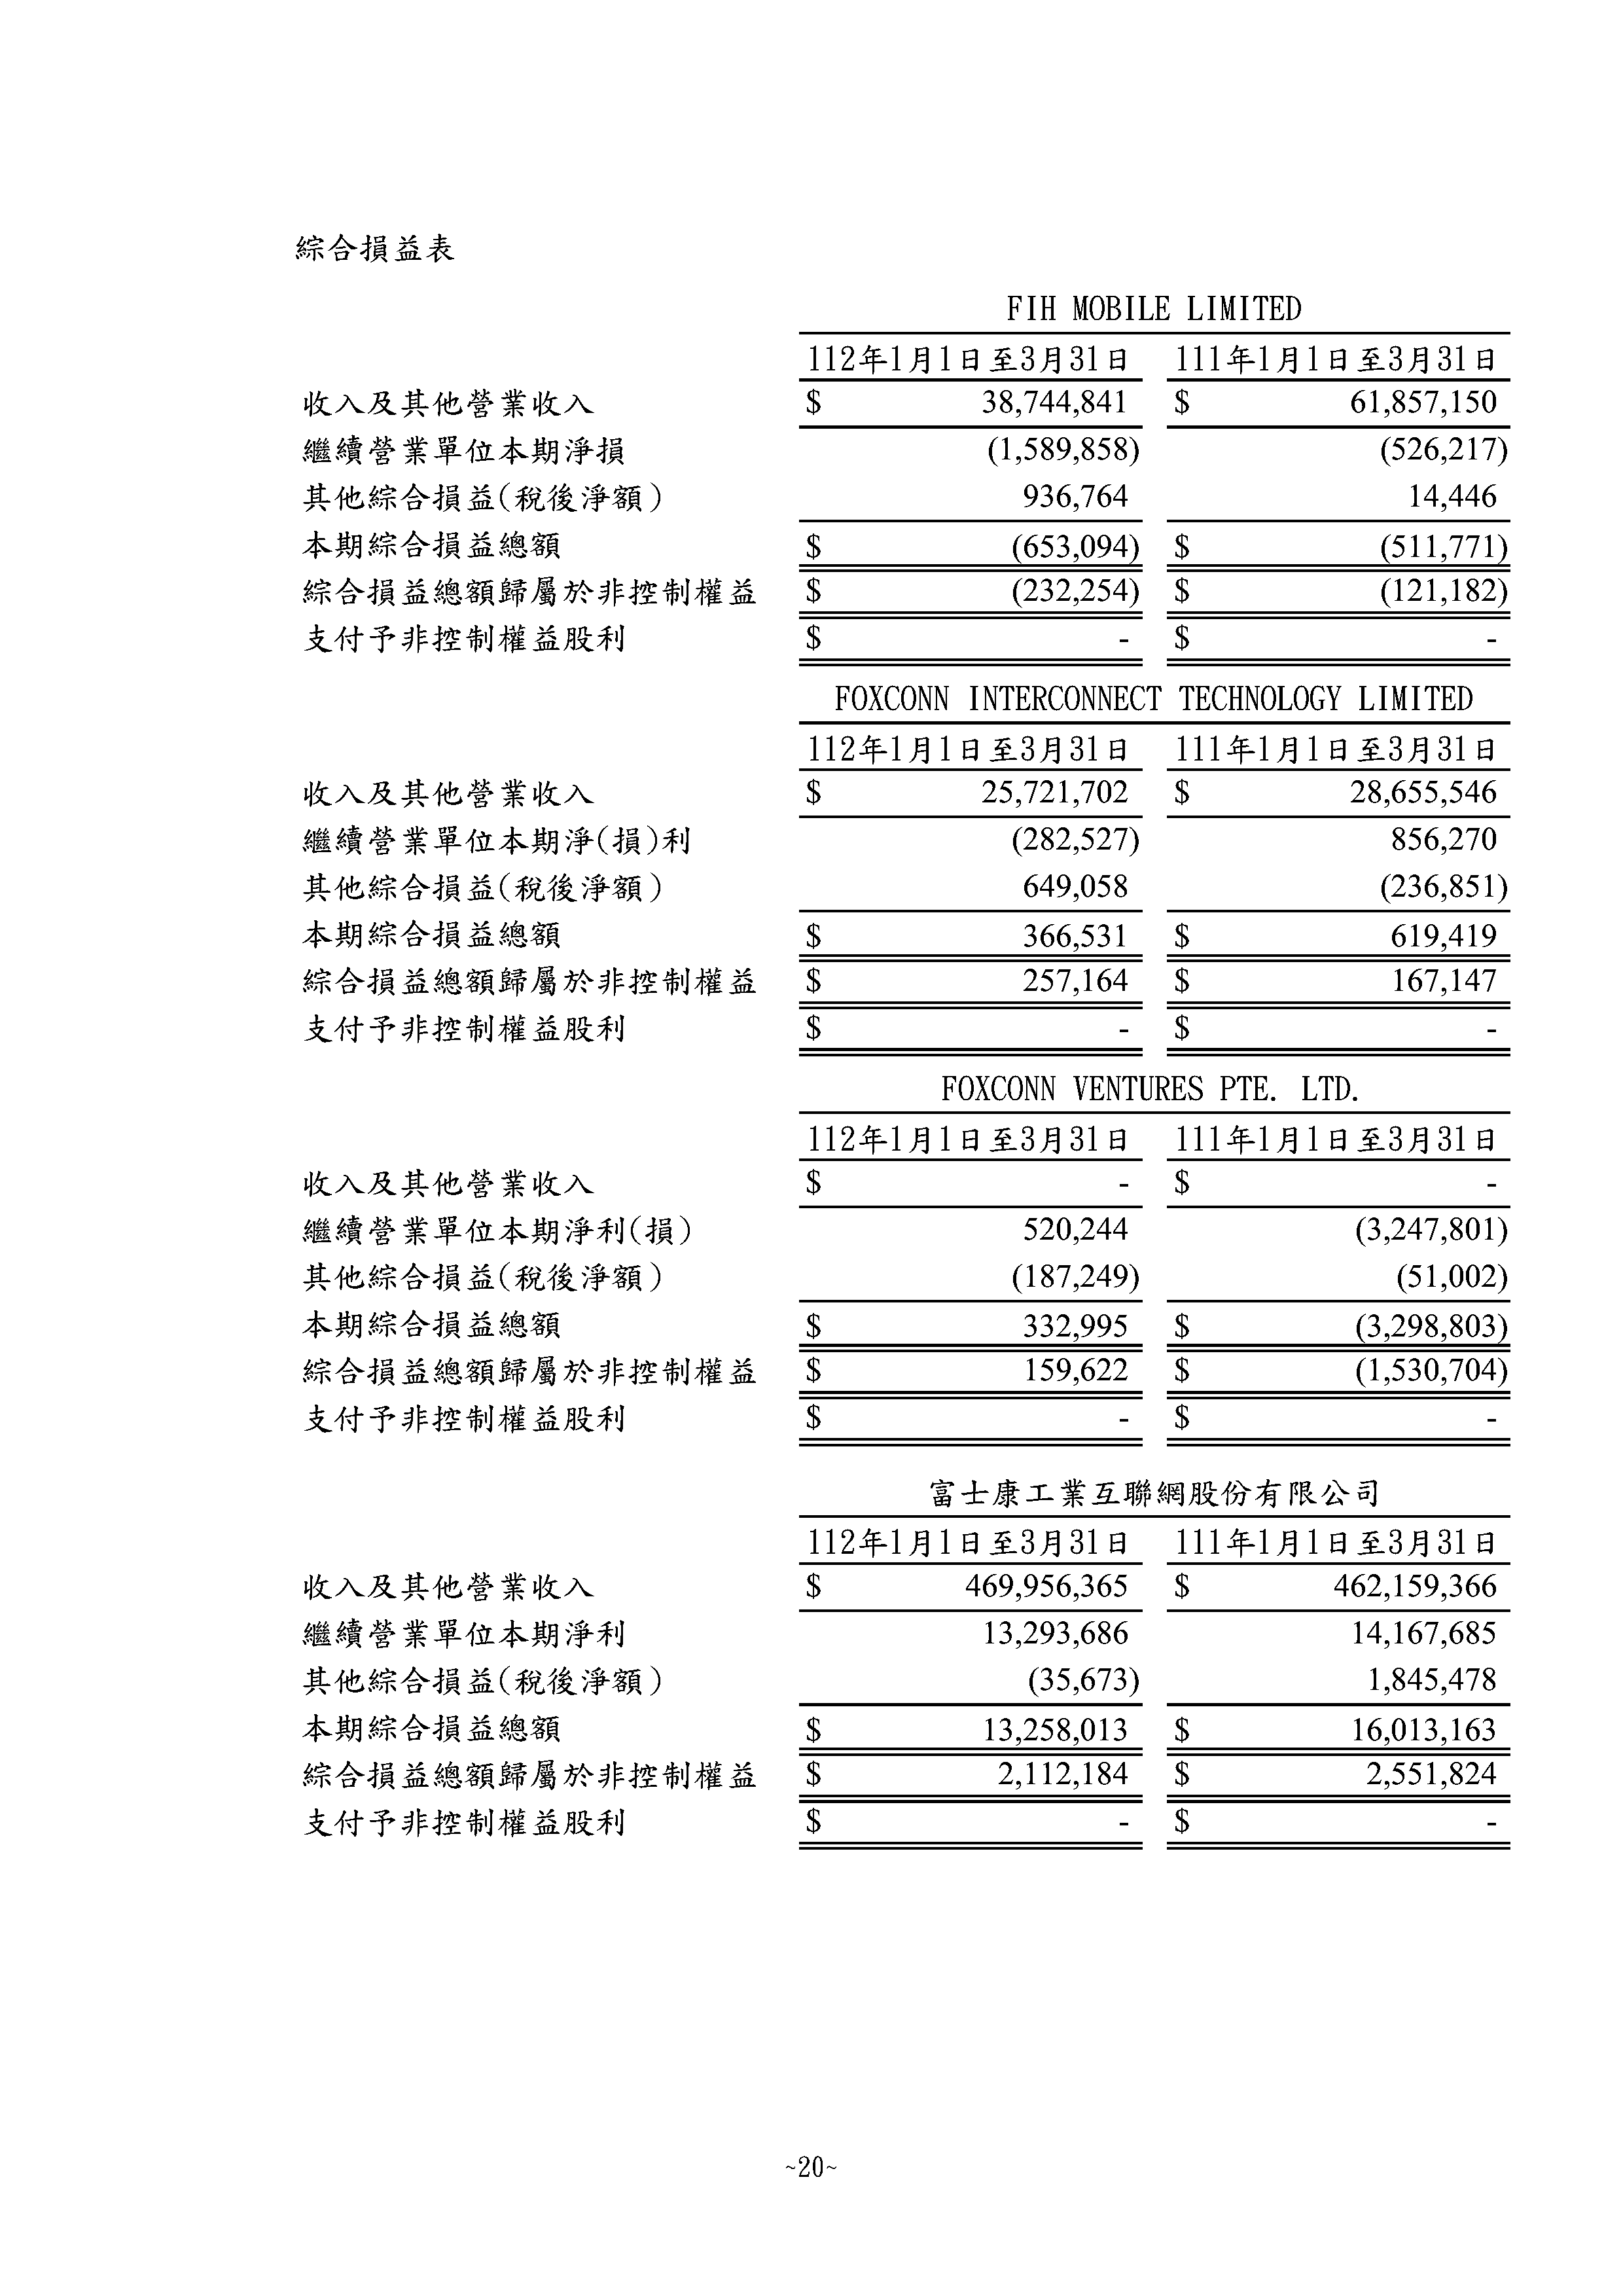 綜合損益表
FIH MOBILE LIMITED
112年1月1日至3月31日 111年1月1日至3月31日
收入及其他營業收入 $ 38,744,841 $ 61,857,150
繼續營業單位本期淨損 (1,589,858) (526,217)
其他綜合損益(稅後淨額) 936,764 14,446
本期綜合損益總額 $ (653,094) $ (511,771)
綜合損益總額歸屬於非控制權益 $ (232,254) $ (121,182)
支付予非控制權益股利 $ - $ -
FOXCONN INTERCONNECT TECHNOLOGY LIMITED
112年1月1日至3月31日 111年1月1日至3月31日
收入及其他營業收入 $ 25,721,702 $ 28,655,546
繼續營業單位本期淨(損)利 (282,527) 856,270
其他綜合損益(稅後淨額) 649,058 (236,851)
本期綜合損益總額 $ 366,531 $ 619,419
綜合損益總額歸屬於非控制權益 $ 257,164 $ 167,147
支付予非控制權益股利 $ - $ -
FOXCONN VENTURES PTE. LTD.
112年1月1日至3月31日 111年1月1日至3月31日
收入及其他營業收入 $ - $ -
繼續營業單位本期淨利(損) 520,244 (3,247,801)
其他綜合損益(稅後淨額) (187,249) (51,002)
本期綜合損益總額 $ 332,995 $ (3,298,803)
綜合損益總額歸屬於非控制權益 $ 159,622 $ (1,530,704)
支付予非控制權益股利 $ - $ -
富士康工業互聯網股份有限公司
112年1月1日至3月31日 111年1月1日至3月31日
收入及其他營業收入 $ 469,956,365 $ 462,159,366
繼續營業單位本期淨利 13,293,686 14,167,685
其他綜合損益(稅後淨額) (35,673) 1,845,478
本期綜合損益總額 $ 13,258,013 $ 16,013,163
綜合損益總額歸屬於非控制權益 $ 2,112,184 $ 2,551,824
支付予非控制權益股利 $ - $ -
~20~